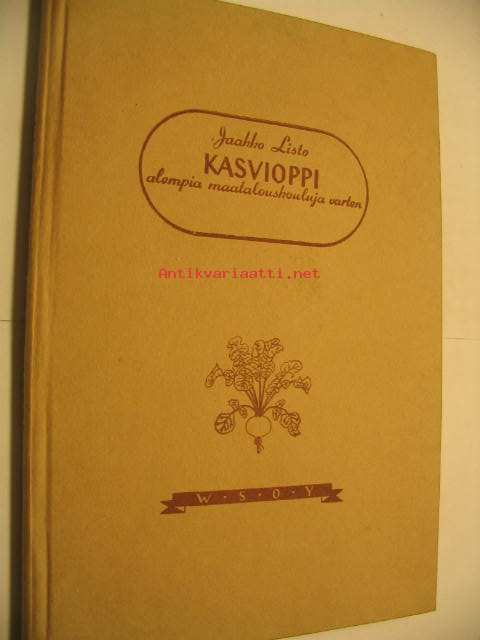 Jaakko Listo
KASVIOPPI
alempia maatalouskouluja varten
Antikvariaatti.net
W·S·O·Y